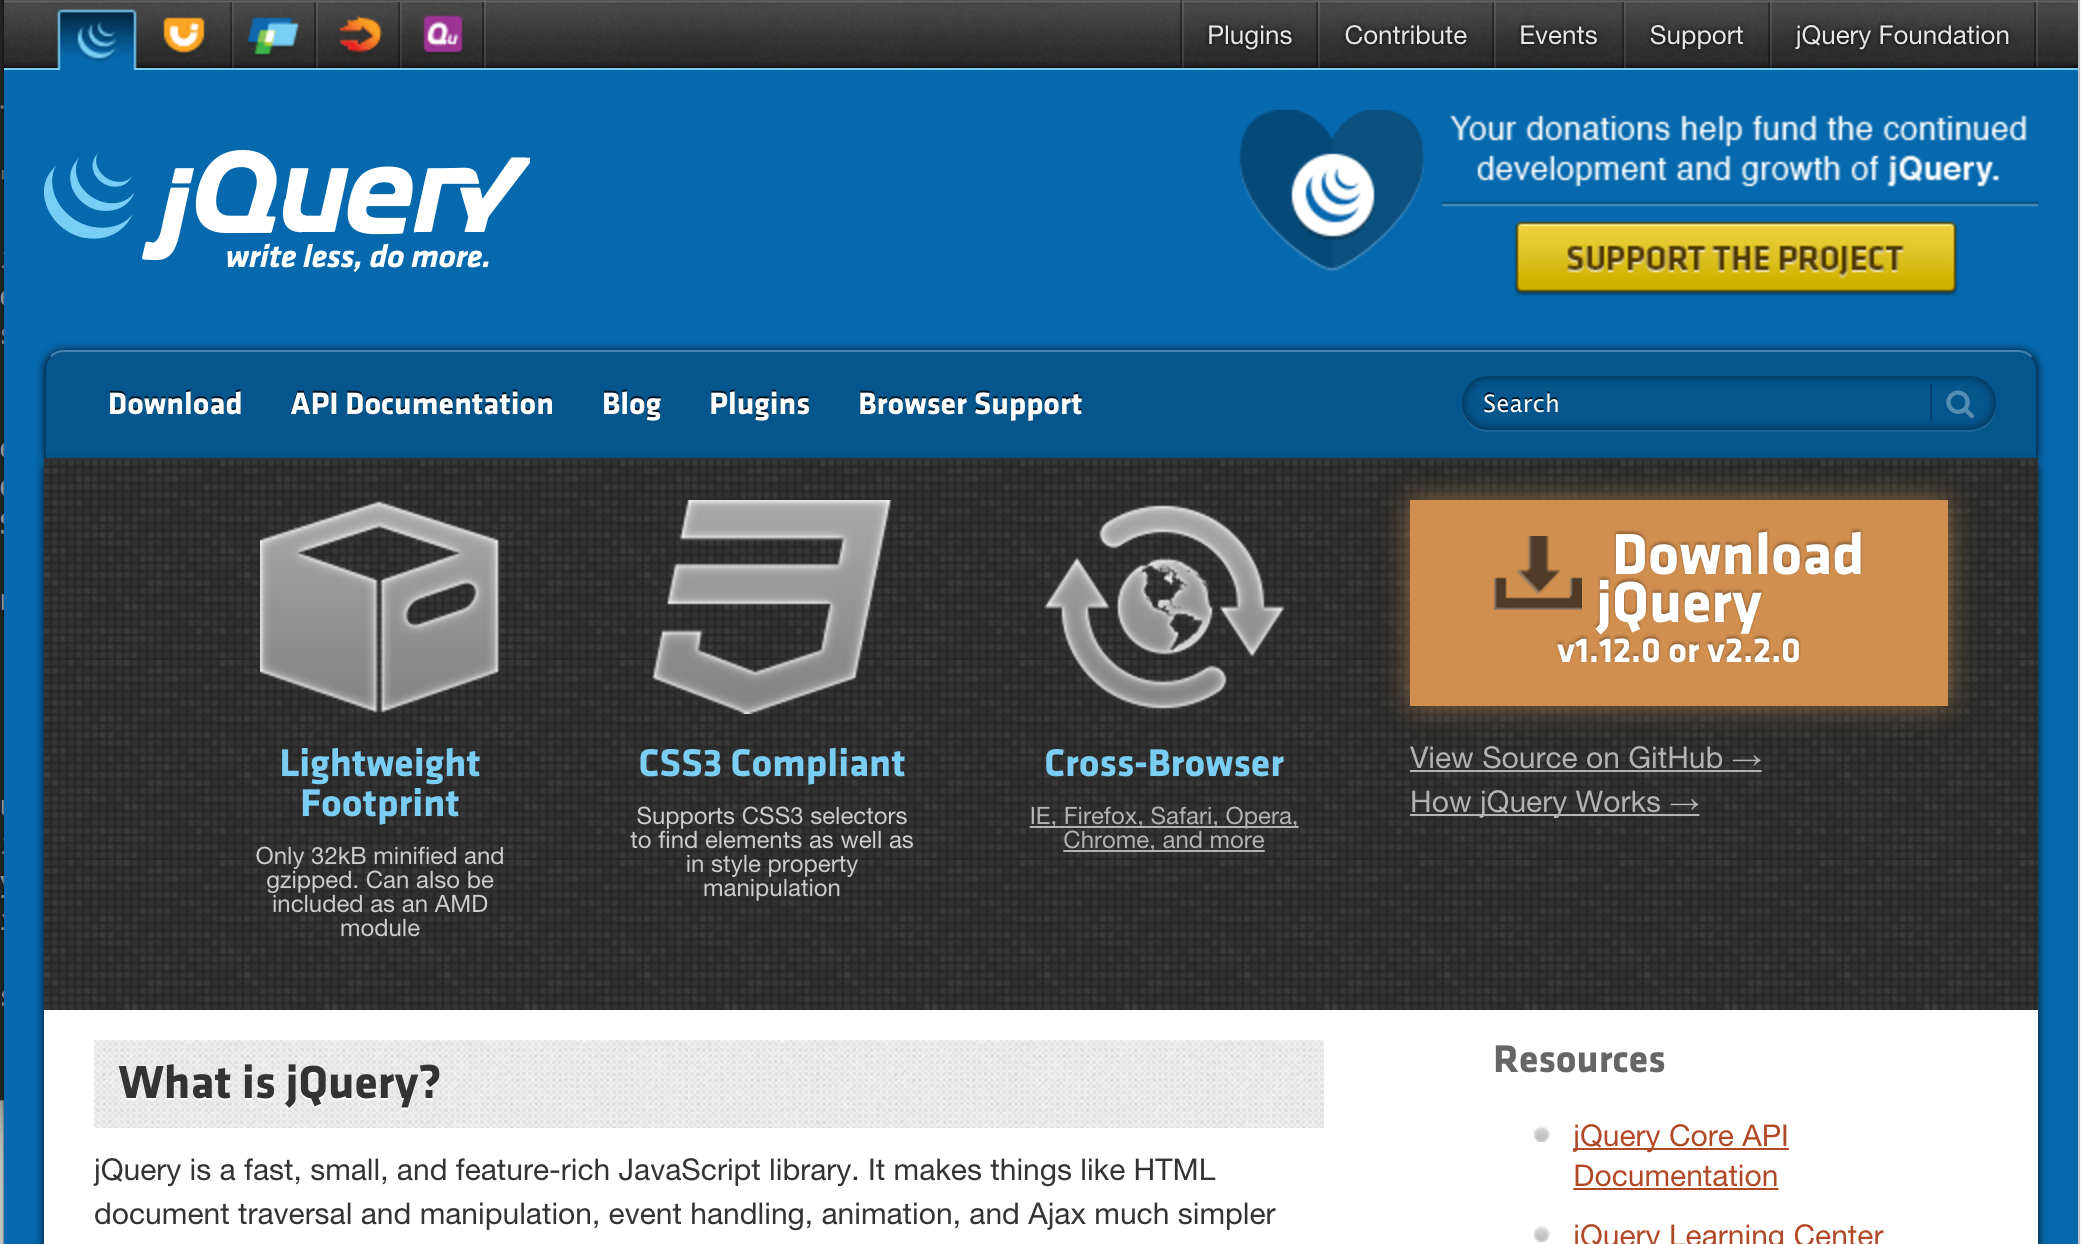 Qu
Plugins
Contribute
Events
Support
jQuery Foundation
jQuery
write less, do more.
Your donations help fund the continued
development and growth of jQuery.
SUPPORT THE PROJECT
Download
API Documentation
Blog
Plugins
Browser Support
Search
Lightweight
Footprint
Only 32kB minified and
gzipped. Can also be
included as an AMD
module
CSS3 Compliant
Supports CSS3 selectors
to find elements as well as
in style property
manipulation
Cross-Browser
IE, Firefox, Safari, Opera,
Chrome, and more
Download
jQuery
v1.12.0 or v2.2.0
View Source on GitHub →
How jQuery Works →
What is jQuery?
jQuery is a fast, small, and feature-rich JavaScript library. It makes things like HTML
document traversal and manipulation, event handling, animation, and Ajax much simpler
Resources
jQuery Core API
Documentation
jQuery Learning Center